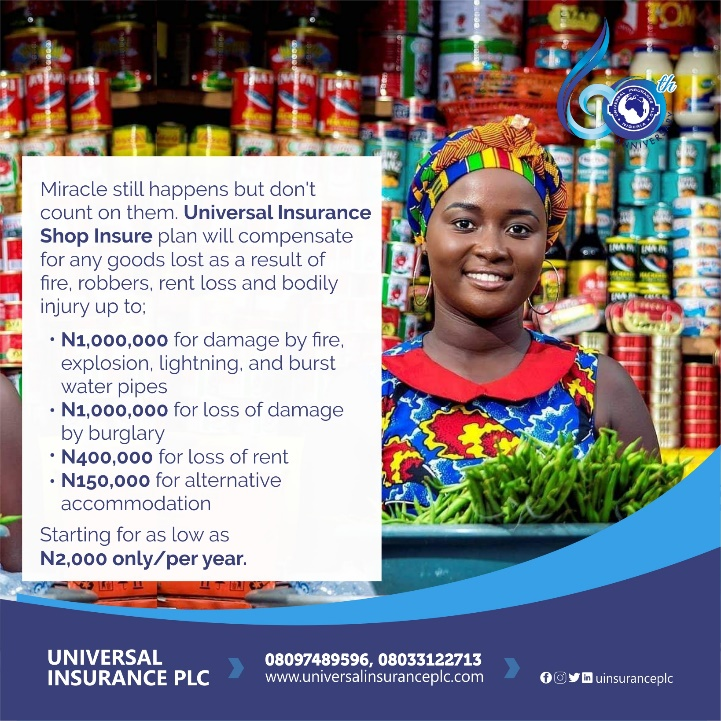 60th
Miracle still happens but don't
count on them. Universal Insurance
Shop Insure plan will compensate
for any goods lost as a result of
fire, robbers, rent loss and bodily
injury up to;
• N1,000,000 for damage by fire,
explosion, lightning, and burst
water pipes
• N1,000,000 for loss of damage
by burglary
• N400,000 for loss of rent
• N150,000 for alternative
accommodation
Starting for as low as
N2,000 only/per year.
UNIVERSAL
INSURANCE PLC
08097489596, 08033122713
www.universalinsuranceplc.com
uinsuranceplc